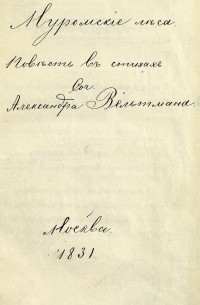 Муромскіе лѣса.
Повѣсть въ стихахъ
Соч.
Александра Вельтмана.
Москва.
1831.